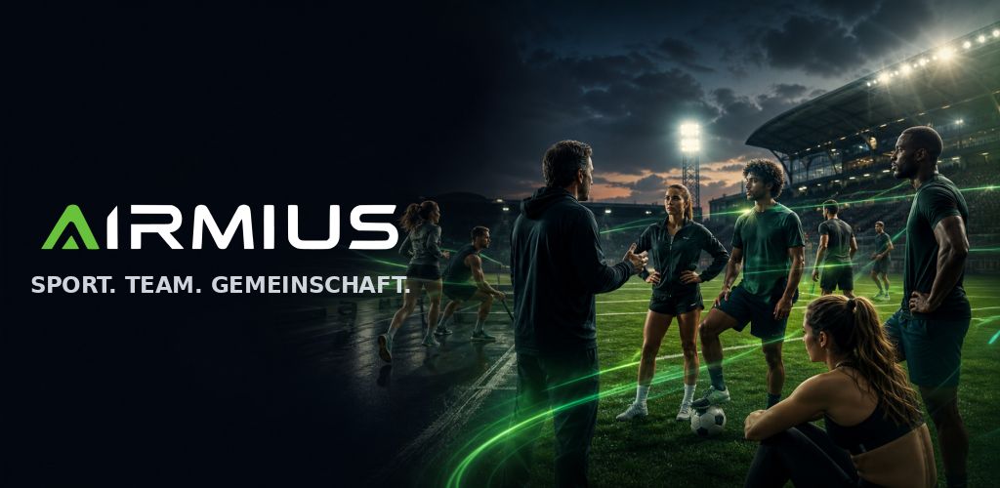 AIRMIUS
SPORT. TEAM. GEMEINSCHAFT.